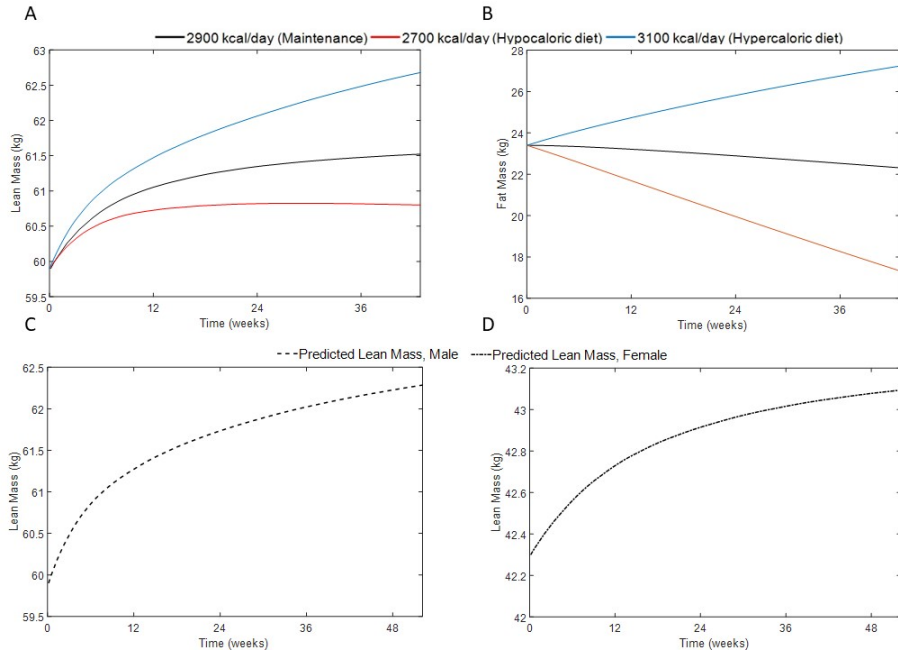 A
B
2900 kcal/day (Maintenance) 2700 kcal/day (Hypocaloric diet) 3100 kcal/day (Hypercaloric diet)
63
62.5
62
61.5
61
60.5
60
59.5
Lean Mass (kg)
0 12 24 36
Time (weeks)
28
26
24
22
20
18
16
Fat Mass (kg)
0 12 24 36
Time (weeks)
C
D
Predicted Lean Mass, Male Predicted Lean Mass, Female
62.5
62
61.5
61
60.5
60
59.5
Lean Mass (kg)
0 12 24 36 48
Time (weeks)
43.2
43
42.8
42.6
42.4
42.2
42
Lean Mass (kg)
0 12 24 36 48
Time (weeks)